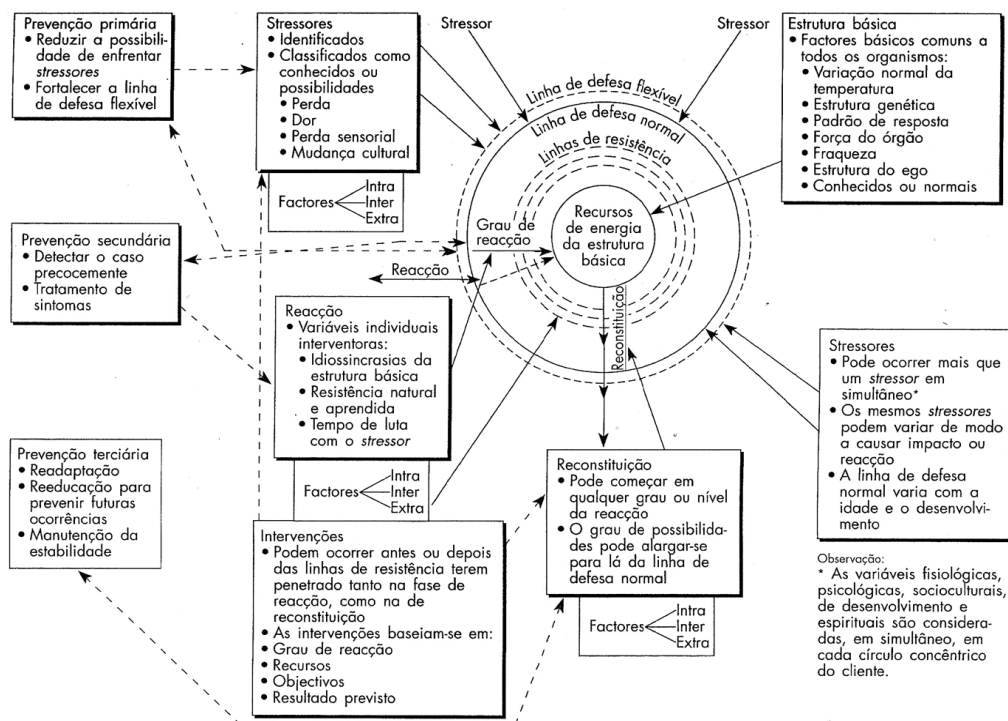 Prevenção primária
• Reduzir a possibili-
dade de enfrentar
stressores
• Fortalecer a linha
de defesa flexível
Stressores
• Identificados
• Classificados como
conhecidos ou
possibilidades
• Perda
• Dor
• Perda sensorial
• Mudança cultural
Factores
Intra
Inter
Extra
Stressor
Stressor
Estrutura básica
• Factores básicos comuns a
todos os organismos:
• Variação normal da
temperatura
• Estrutura genética
• Padrão de resposta
• Força do órgão
• Fraqueza
• Estrutura do ego
• Conhecidos ou normais
Linha de defesa flexível
Linha de defesa normal
Linhas de resistência
Recursos
de energia
da estrutura
básica
Grau de
reacção
Reacção
Reconstituição
Prevenção secundária
• Detectar o caso
precocemente
• Tratamento de
sintomas
Reacção
• Variáveis individuais
interventoras:
• Idiossincrasias da
estrutura básica
• Resistência natural
e aprendida
• Tempo de luta
com o stressor
Factores
Intra
Inter
Extra
Stressores
• Pode ocorrer mais que
um stressor em
simultâneo*
• Os mesmos stressores
podem variar de modo
a causar impacto ou
reacção
• A linha de defesa
normal varia com a
idade e o desenvolvi-
mento
Prevenção terciária
• Readaptação
• Reeducação para
prevenir futuras
ocorrências
• Manutenção da
estabilidade
Intervenções
• Podem ocorrer antes ou depois
das linhas de resistência terem
penetrado tanto na fase de
reacção, como na de
reconstituição
• As intervenções baseiam-se em:
• Grau de reacção
• Recursos
• Objectivos
• Resultado previsto
Reconstituição
• Pode começar em
qualquer grau ou nível
da reacção
• O grau de possibilida-
des pode alargar-se
para lá da linha de
defesa normal
Factores
Intra
Inter
Extra
Observação:
* As variáveis fisiológicas,
psicológicas, socioculturais,
de desenvolvimento e
espirituais são considera-
das, em simultâneo, em
cada círculo concêntrico
do cliente.